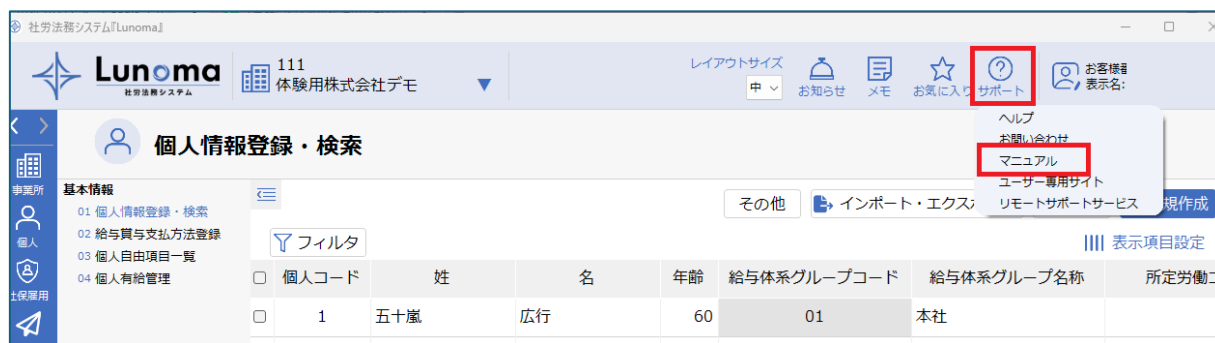 社労法務システム『Lunoma』
Lunoma
社労法務システム
111
体験用株式会社デモ
レイアウトサイズ
中
お知らせ
メモ
お気に入り
サポート
お客様
表示名:
ヘルプ
お問い合わせ
マニュアル
ユーザー専用サイト
リモートサポートサービス
個人情報登録・検索
事業所
個人
社保雇用
基本情報
01 個人情報登録・検索
02 給与賞与支払方法登録
03 個人自由項目一覧
04 個人有給管理
その他
インポート・エクスポ
規作成
フィルタ
表示項目設定
個人コード 姓 名 年齢 給与体系グループコード 給与体系グループ名称 所定労働
1 五十嵐 広行 60 01 本社